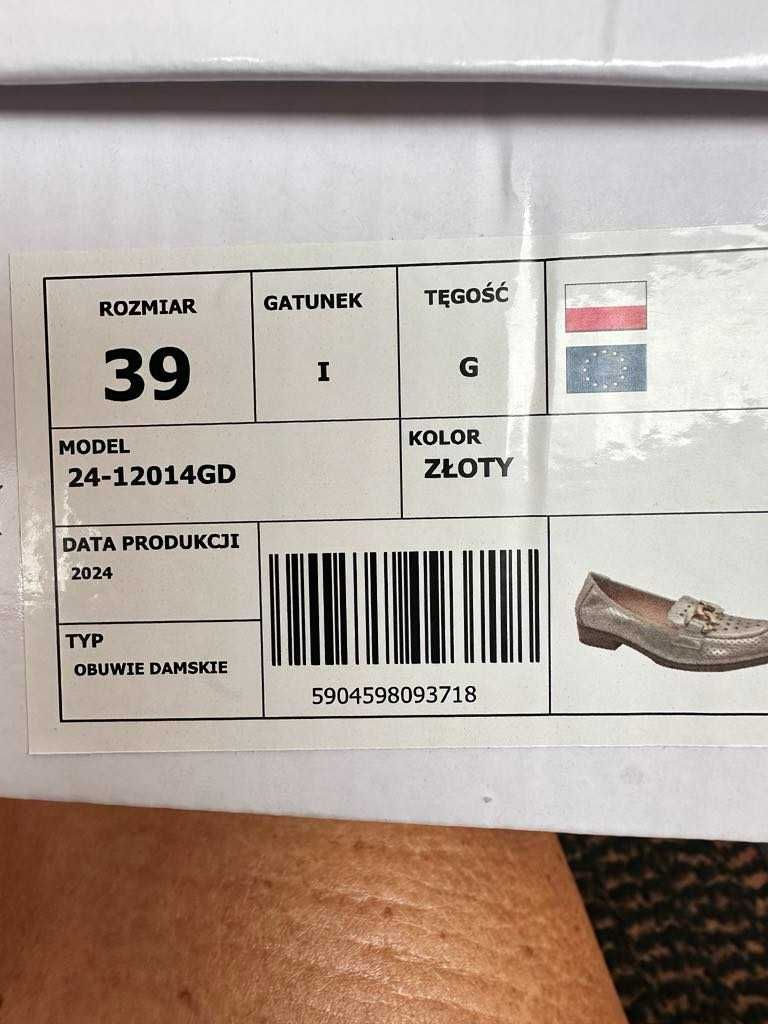 ROZMIAR
39
GATUNEK
I
TĘGOŚĆ
G
MODEL
24-12014GD
KOLOR
ZŁOTY
DATA PRODUKCJI
2024
TYP
OBUWIE DAMSKIE
5904598093718